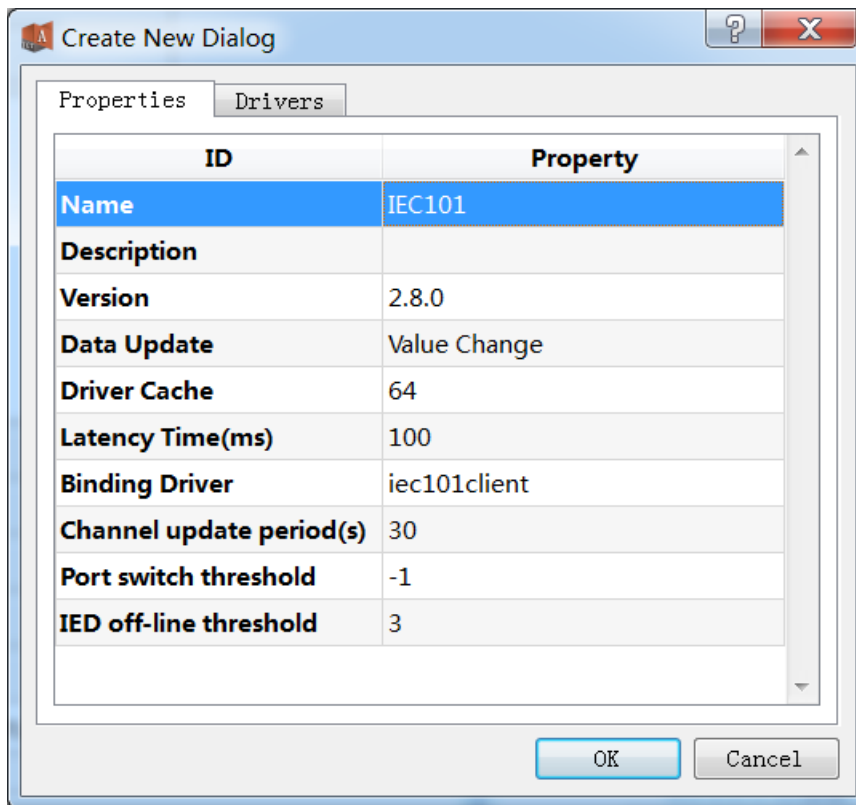 Create New Dialog
Properties Drivers
ID Property
Name IEC101
Description
Version 2.8.0
Data Update Value Change
Driver Cache 64
Latency Time(ms) 100
Binding Driver iec101client
Channel update period(s) 30
Port switch threshold -1
IED off-line threshold 3
OK Cancel